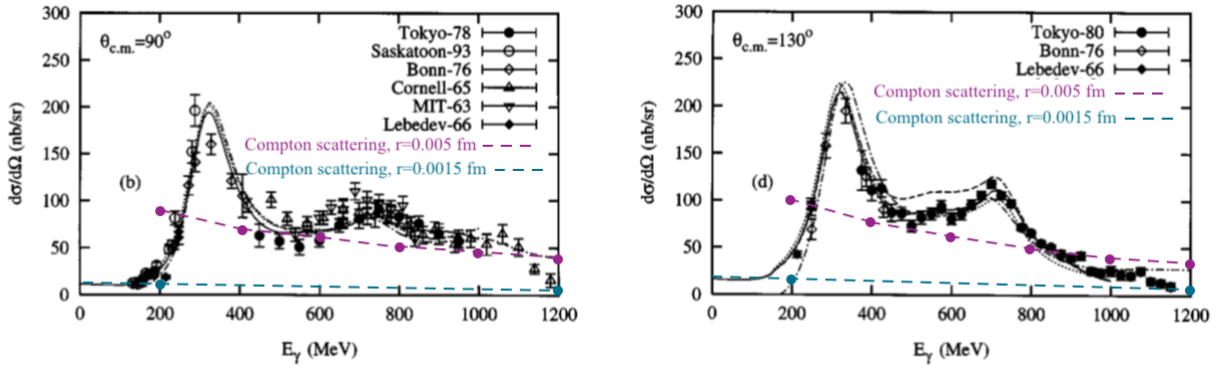 300
250
200
150
100
50
0
dσ/dΩ (nb/sr)
θc.m.=90°
Tokyo-78
Saskatoon-93
Bonn-76
Cornell-65
MIT-63
Lebedev-66
Compton scattering, r=0.005 fm
Compton scattering, r=0.0015 fm
(b)
0 200 400 600 800 1000 1200
Eγ (MeV)
300
250
200
150
100
50
0
dσ/dΩ (nb/sr)
θc.m.=130°
Tokyo-80
Bonn-76
Lebedev-66
Compton scattering, r=0.005 fm
Compton scattering, r=0.0015 fm
(d)
0 200 400 600 800 1000 1200
Eγ (MeV)